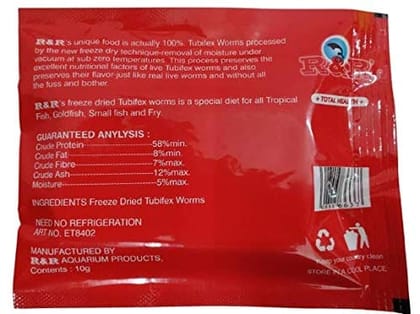 R&R's unique food is actually 100%. Tubifex Worms processed
by the new freeze dry technique-removal of moisture under
vacuum at sub zero temperatures. This process preserves the
excellent nutritional factors of live Tubifex Worms and also
preserves their flavor-just like real live worms and without all
the fuss and bother.
R&R
+ TOTAL HEALTH +
R&R's freeze dried Tubifex worms is a special diet for all Tropical
Fish, Goldfish, Small fish and Fry.
GUARANTEED ANYLYSIS :
Crude Protein 58%min.
Crude Fat 8%min.
Crude Fibre 7%max.
Crude Ash 12%max.
Moisture 5%max.
INGREDIENTS Freeze Dried Tubifex Worms
NEED NO REFRIGERATION
ART NO. ET8402
MANUFACTURED BY
R&R AQUARIUM PRODUCTS,
Contents : 10g
Keep your country clean
STORE IN A COOL PLACE